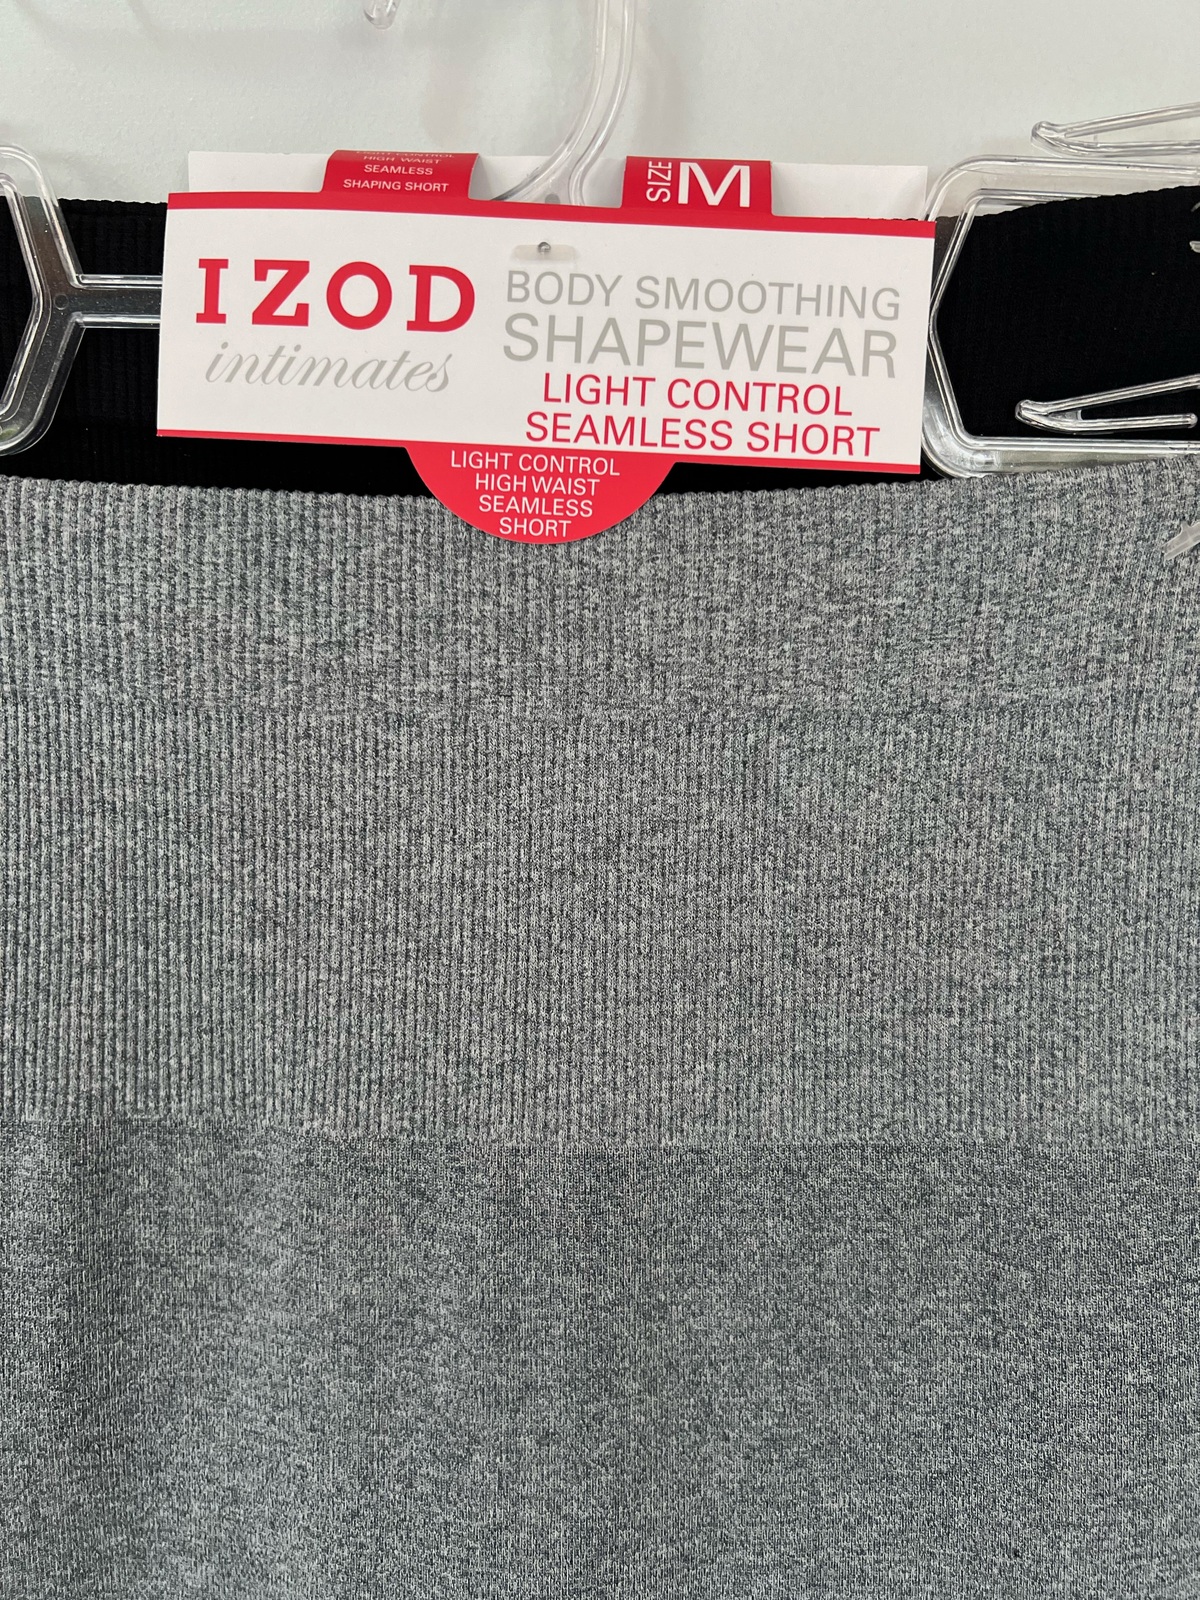 LIGHT CONTROL
HIGH WAIST
SEAMLESS
SHAPING SHORT
SIZE M
IZOD
intimates
BODY SMOOTHING
SHAPEWEAR
LIGHT CONTROL
SEAMLESS SHORT
LIGHT CONTROL
HIGH WAIST
SEAMLESS
SHORT